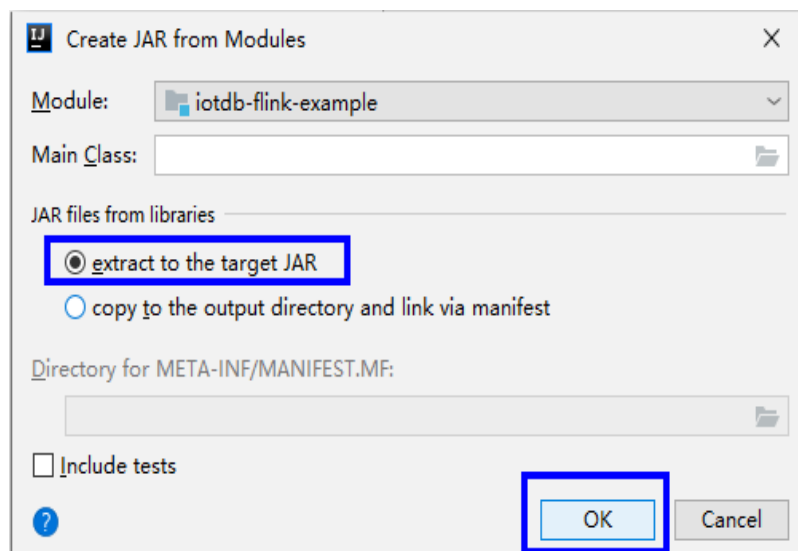 IJ Create JAR from Modules
Module: iotdb-flink-example
Main Class:
JAR files from libraries
extract to the target JAR
copy to the output directory and link via manifest
Directory for META-INF/MANIFEST.MF:
Include tests
? OK Cancel